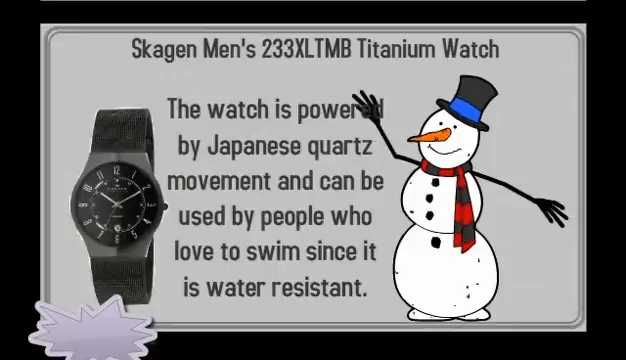 Skagen Men's 233XLTMB Titanium Watch
The watch is powered
by Japanese quartz
movement and can be
used by people who
love to swim since it
is water resistant.